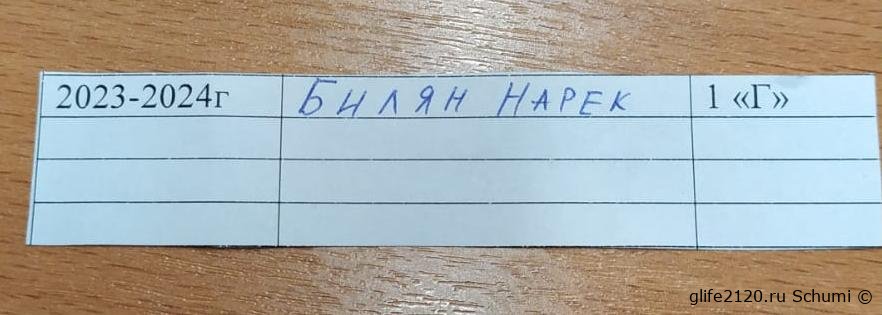 2023-2024г БИЛЯН НАРЕК 1 «Г»
glife2120.ru Schumi ©